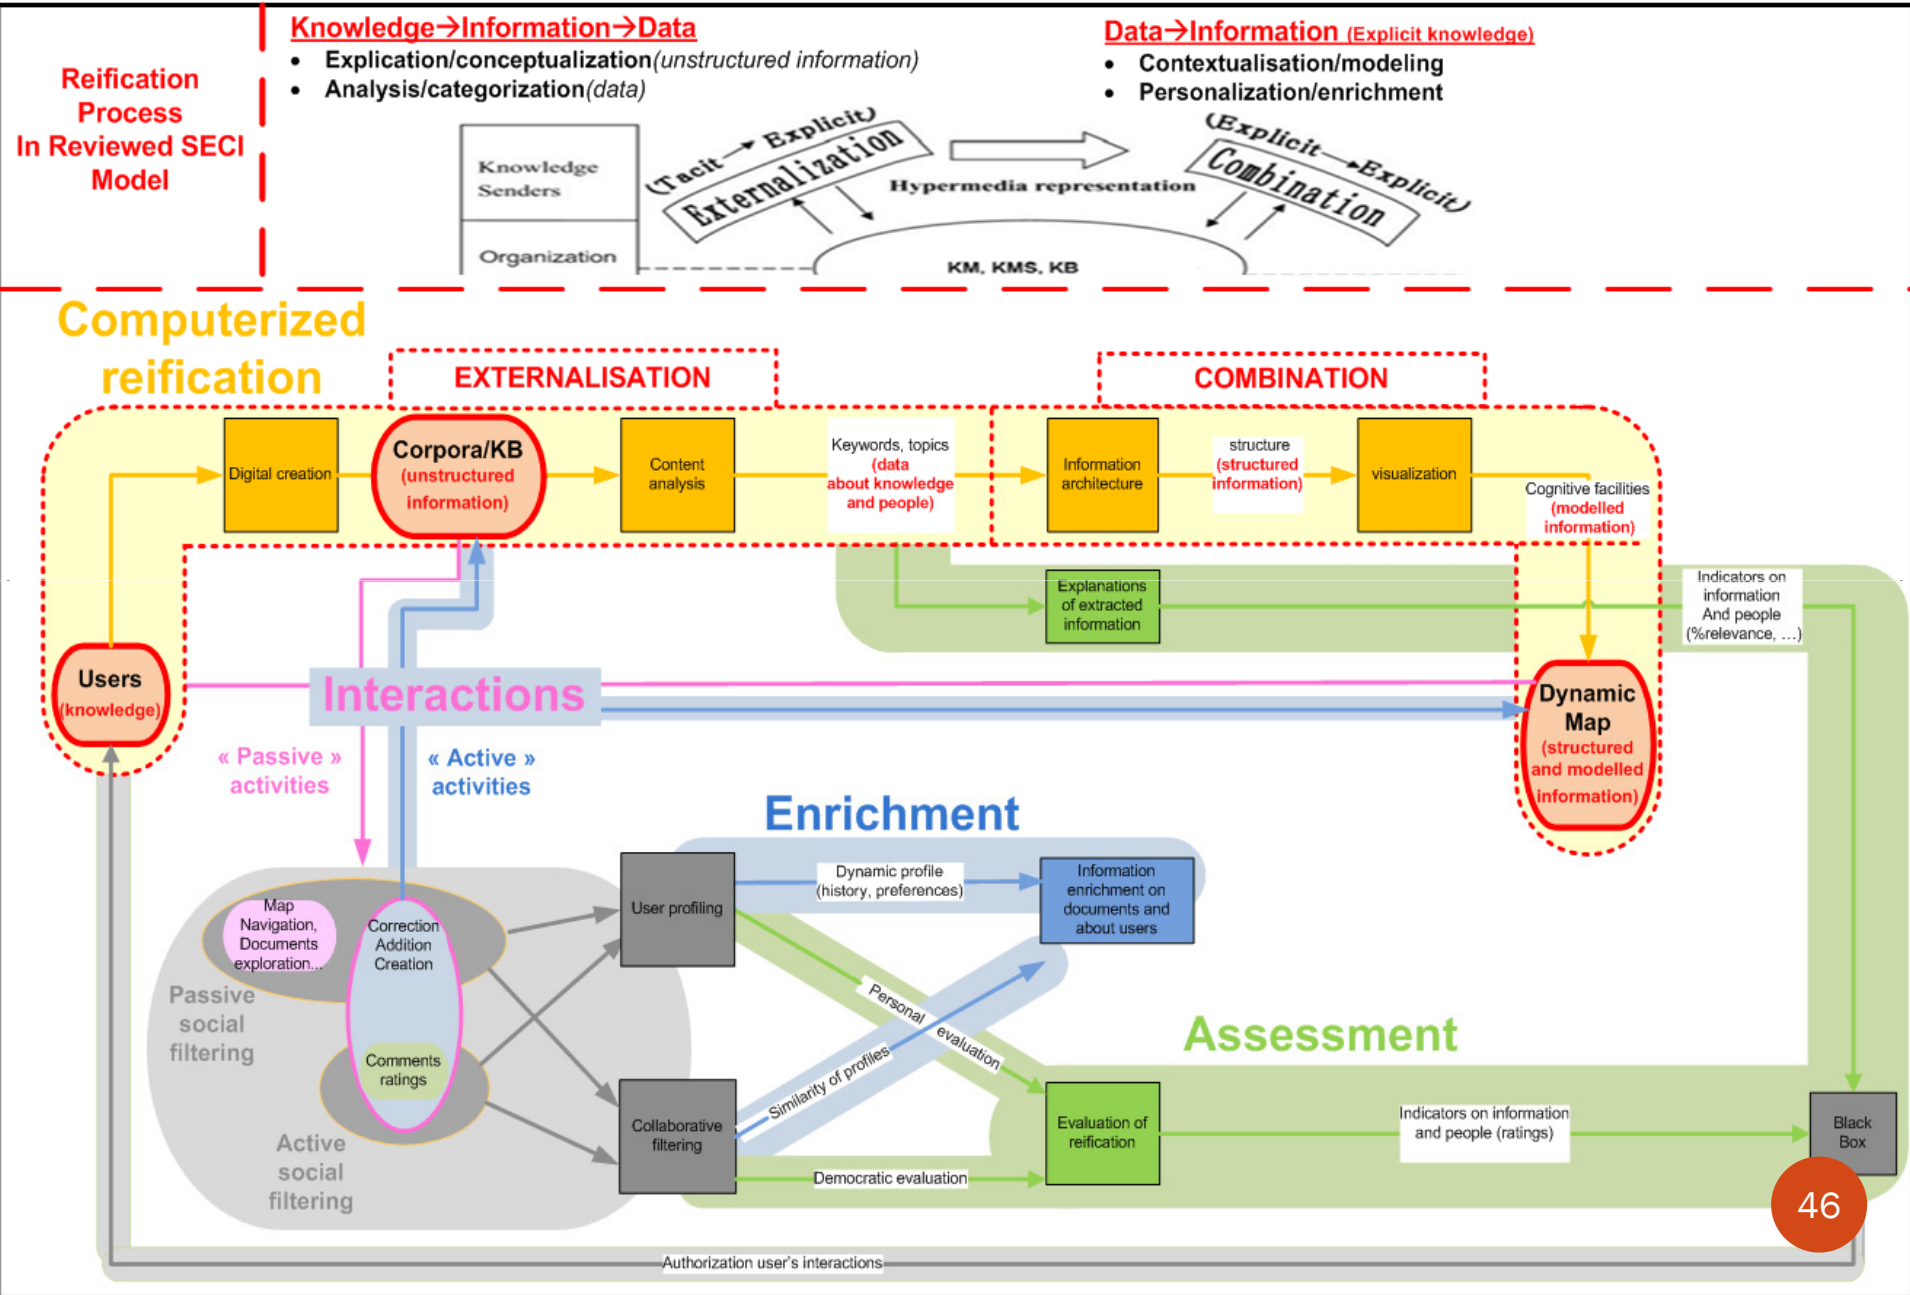 Reification
Process
In Reviewed SECI
Model
Knowledge→Information→Data
• Explication/conceptualization(unstructured information)
• Analysis/categorization(data)
Data→Information (Explicit knowledge)
• Contextualisation/modeling
• Personalization/enrichment
Knowledge
Senders
Organization
(Tacit → Explicit)
Externalization
Hypermedia representation
(Explicit→Explicit)
Combination
KM, KMS, KB
Computerized
reification
EXTERNALISATION
COMBINATION
Digital creation
Corpora/KB
(unstructured
information)
Content
analysis
Keywords, topics
(data
about knowledge
and people)
Information
architecture
structure
(structured
information)
visualization
Cognitive facilities
(modelled
information)
Explanations
of extracted
information
Indicators on
information
And people
(%relevance, ...)
Users
(knowledge)
Interactions
Dynamic
Map
(structured
and modelled
information)
« Passive »
activities
« Active »
activities
Enrichment
User profiling
Dynamic profile
(history, preferences)
Information
enrichment on
documents and
about users
Map
Navigation,
Documents
exploration...
Correction
Addition
Creation
Passive
social
filtering
Personal evaluation
Similarity of profiles
Assessment
Comments
ratings
Active
social
filtering
Collaborative
filtering
Democratic evaluation
Evaluation of
reification
Indicators on information
and people (ratings)
Black
Box
46
Authorization user's interactions